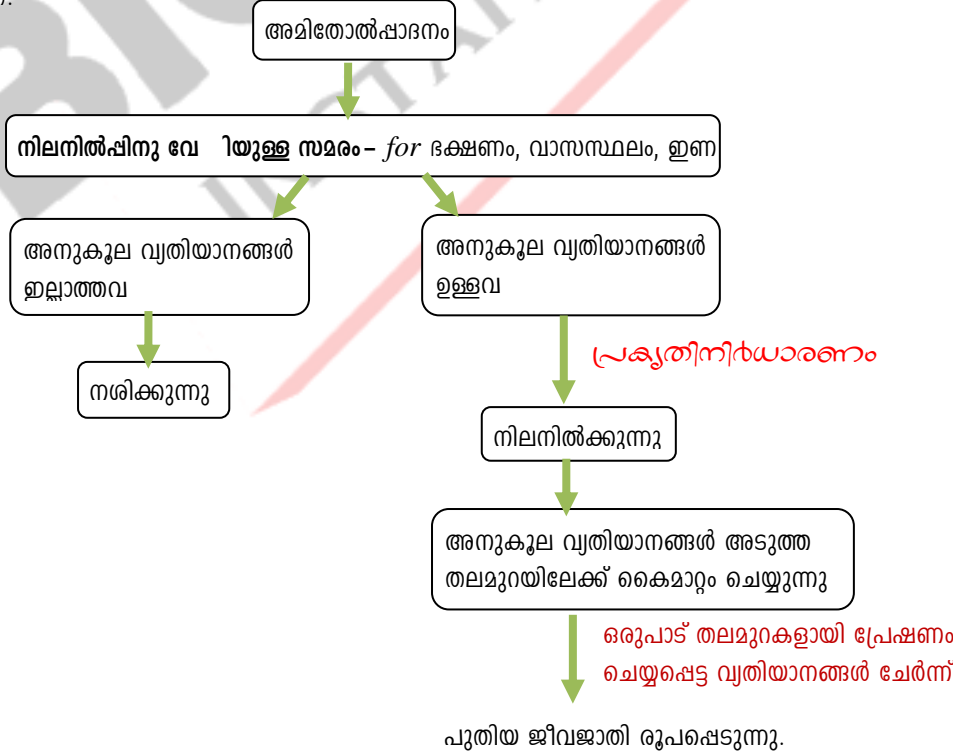 അമിതോൽപ്പാദനം
നിലനിൽപ്പിനു വേ ിയുള്ള സമരം – for ഭക്ഷണം, വാസസ്ഥലം, ഇണ
അനുകൂല വ്യതിയാനങ്ങൾ
ഇല്ലാത്തവ
അനുകൂല വ്യതിയാനങ്ങൾ
ഉള്ളവ
പ്രകൃതിനിർധാരണം
നശിക്കുന്നു
നിലനിൽക്കുന്നു
അനുകൂല വ്യതിയാനങ്ങൾ അടുത്ത
തലമുറയിലേക്ക് കൈമാറ്റം ചെയ്യുന്നു
ഒരുപാട് തലമുറകളായി പ്രേഷണം
ചെയ്യപ്പെട്ട വ്യതിയാനങ്ങൾ ചേർന്ന്
പുതിയ ജീവജാതി രൂപപ്പെടുന്നു.